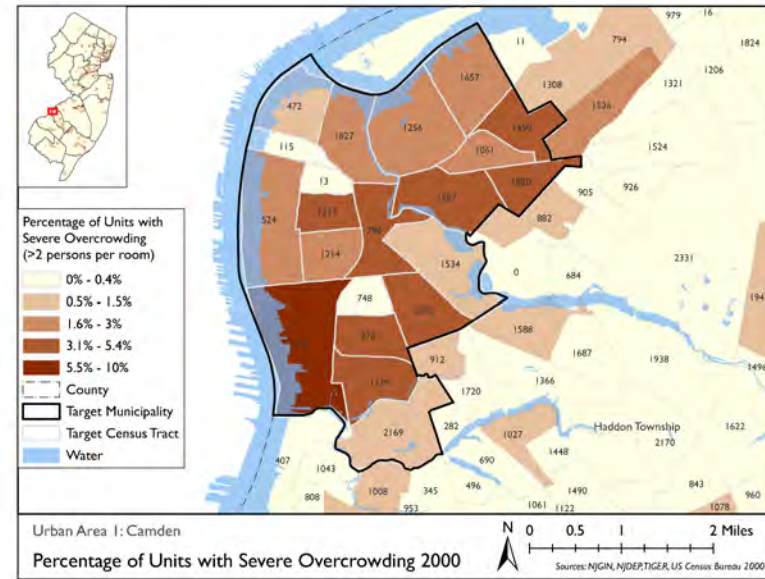 979
16
11
794
1824
1657
1308
1206
1321
472
1526
1827
1256
115
1061
1524
13
926
905
524
882
1214
1534
2331
0
684
748
1588
912
1687
1938
1366
1720
2169
282
1027
Haddon Township
1622
2170
1448
407
1043
690
1008
345
496
1490
843
960
808
953
1061
1122
1078
Percentage of Units with
Severe Overcrowding
(>2 persons per room)
0% - 0.4%
0.5% - 1.5%
1.6% - 3%
3.1% - 5.4%
5.5% - 10%
County
Target Municipality
Target Census Tract
Water
Urban Area 1: Camden
Percentage of Units with Severe Overcrowding 2000
N
0 0.5 1 2 Miles
Sources: NJGIN, NJDEP,TIGER, US Census Bureau 2000